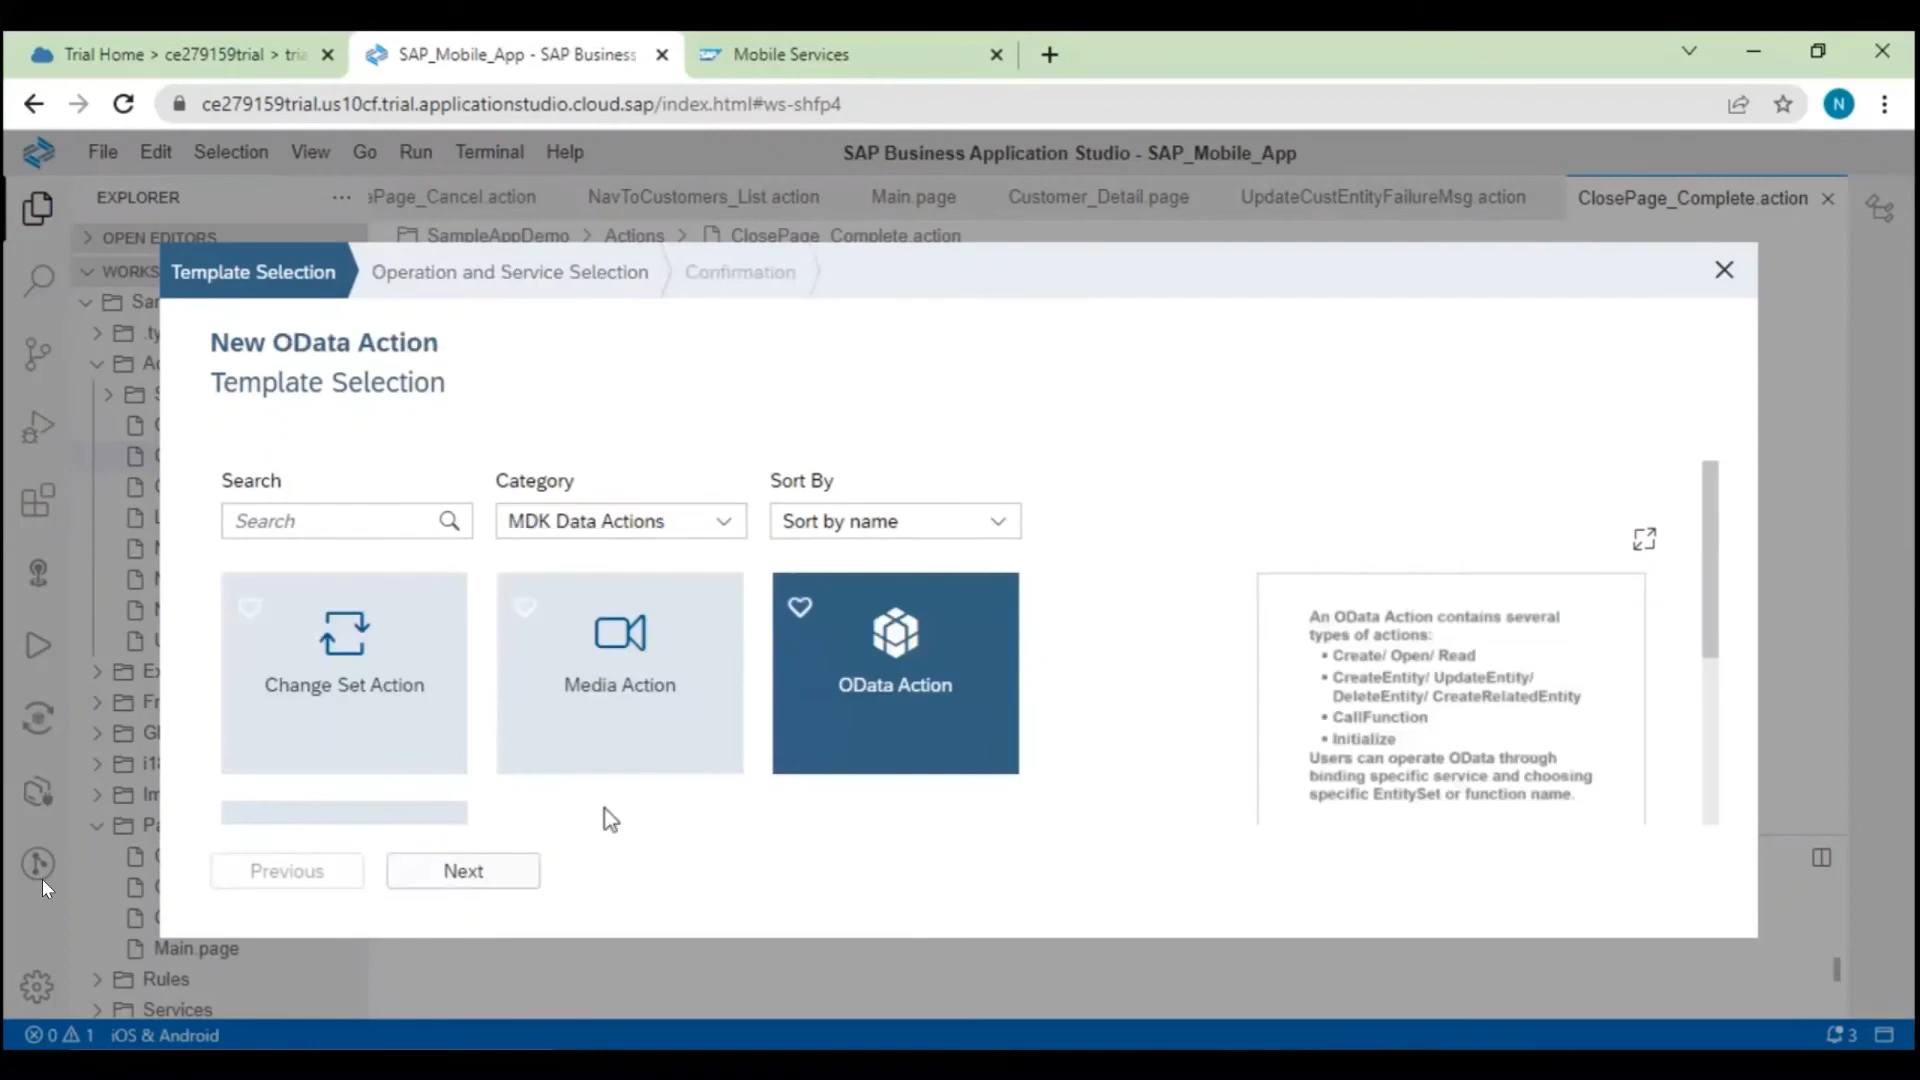 Trial Home > ce279159trial > tria
SAP_Mobile_App - SAP Business
Mobile Services
ce279159trial.us10cf.trial.applicationstudio.cloud.sap/index.html#ws-shfp4
N
File Edit Selection View Go Run Terminal Help
SAP Business Application Studio - SAP_Mobile_App
EXPLORER
ePage_Cancel.action
NavToCustomers_List.action
Main.page
Customer_Detail.page
UpdateCustEntityFailureMsg.action
ClosePage_Complete.action
OPEN EDITORS
SampleAppDemo > Actions > ClosePage_Complete.action
WORKS
Template Selection
Operation and Service Selection
Confirmation
New OData Action
Template Selection
Search
Category
Sort By
Search
MDK Data Actions
Sort by name
Change Set Action
Media Action
OData Action
An OData Action contains several
types of actions:
• Create/ Open/ Read
• CreateEntity/ UpdateEntity/
DeleteEntity/ CreateRelatedEntity
• CallFunction
• Initialize
Users can operate OData through
binding specific service and choosing
specific EntitySet or function name.
Previous
Next
Main.page
Rules
Services
0 1 iOS & Android
3